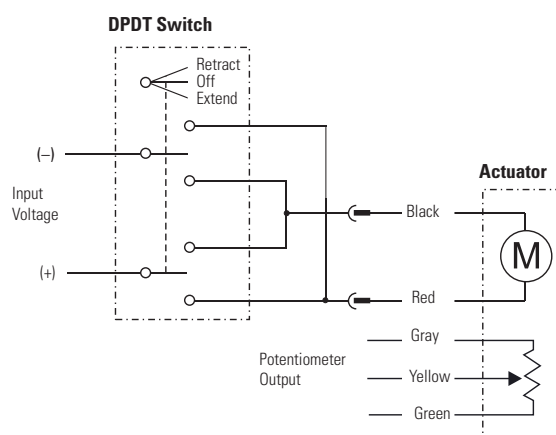 DPDT Switch
Retract
Off
Extend
(–)
Input
Voltage
(+)
Actuator
Black
M
Red
Gray
Potentiometer
Output
Yellow
Green